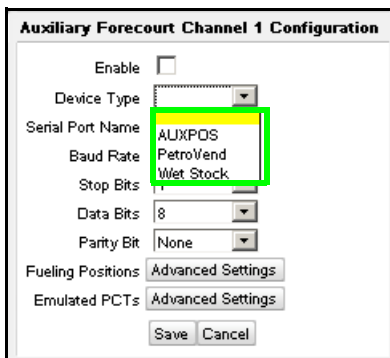 Auxiliary Forecourt Channel 1 Configuration
Enable
Device Type
Serial Port Name
AUXPOS
Baud Rate PetroVend
Wet Stock
Stop Bits
Data Bits 8
Parity Bit None
Fueling Positions Advanced Settings
Emulated PCTs Advanced Settings
Save Cancel